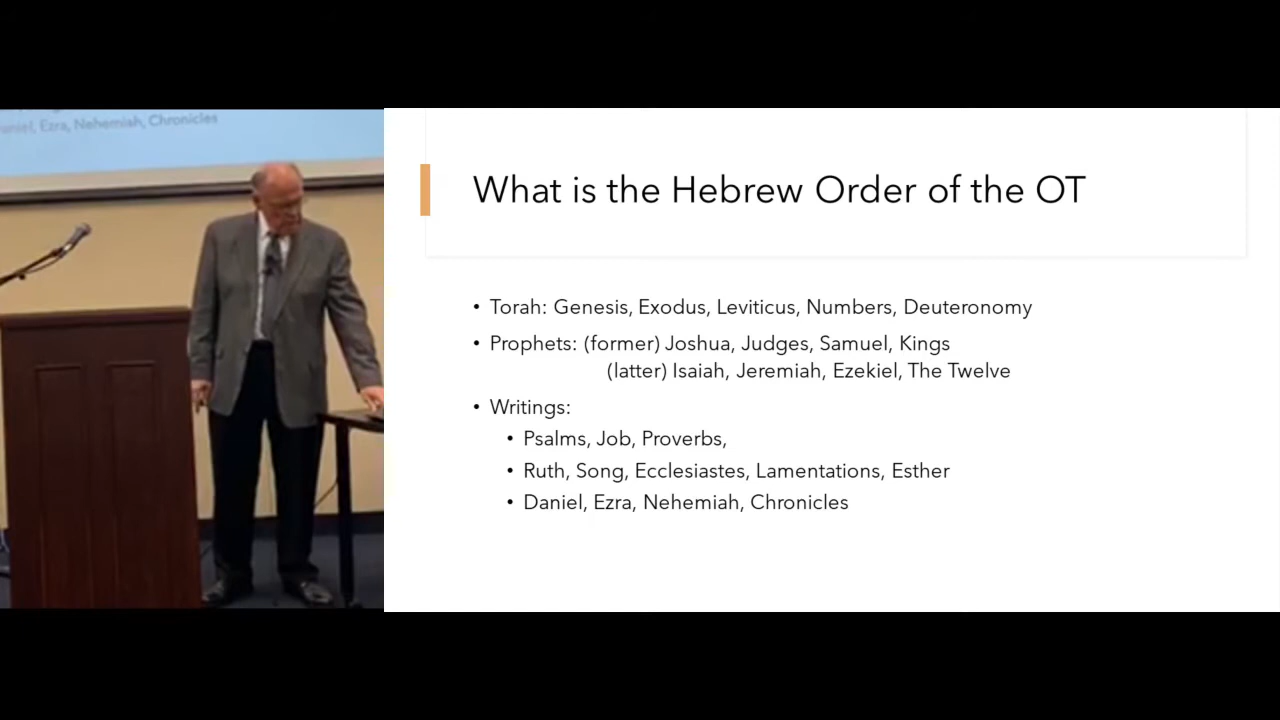 aniel, Ezra, Nehemiah, Chronicles
What is the Hebrew Order of the OT
• Torah: Genesis, Exodus, Leviticus, Numbers, Deuteronomy
• Prophets: (former) Joshua, Judges, Samuel, Kings
(latter) Isaiah, Jeremiah, Ezekiel, The Twelve
• Writings:
• Psalms, Job, Proverbs,
• Ruth, Song, Ecclesiastes, Lamentations, Esther
• Daniel, Ezra, Nehemiah, Chronicles